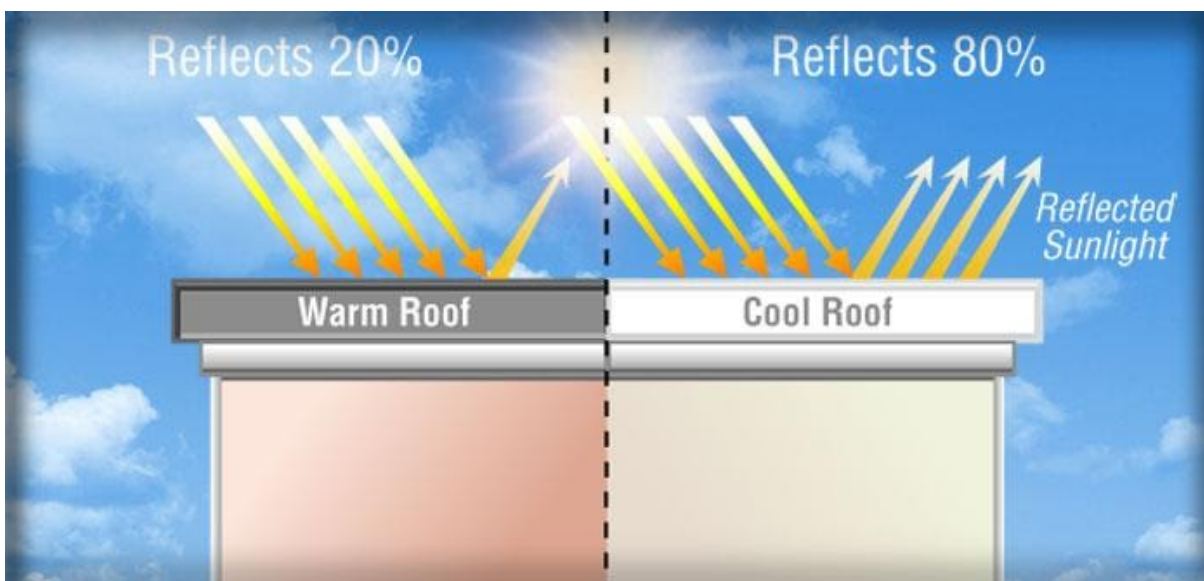 Reflects 20%
Reflects 80%
Reflected
Sunlight
Warm Roof
Cool Roof